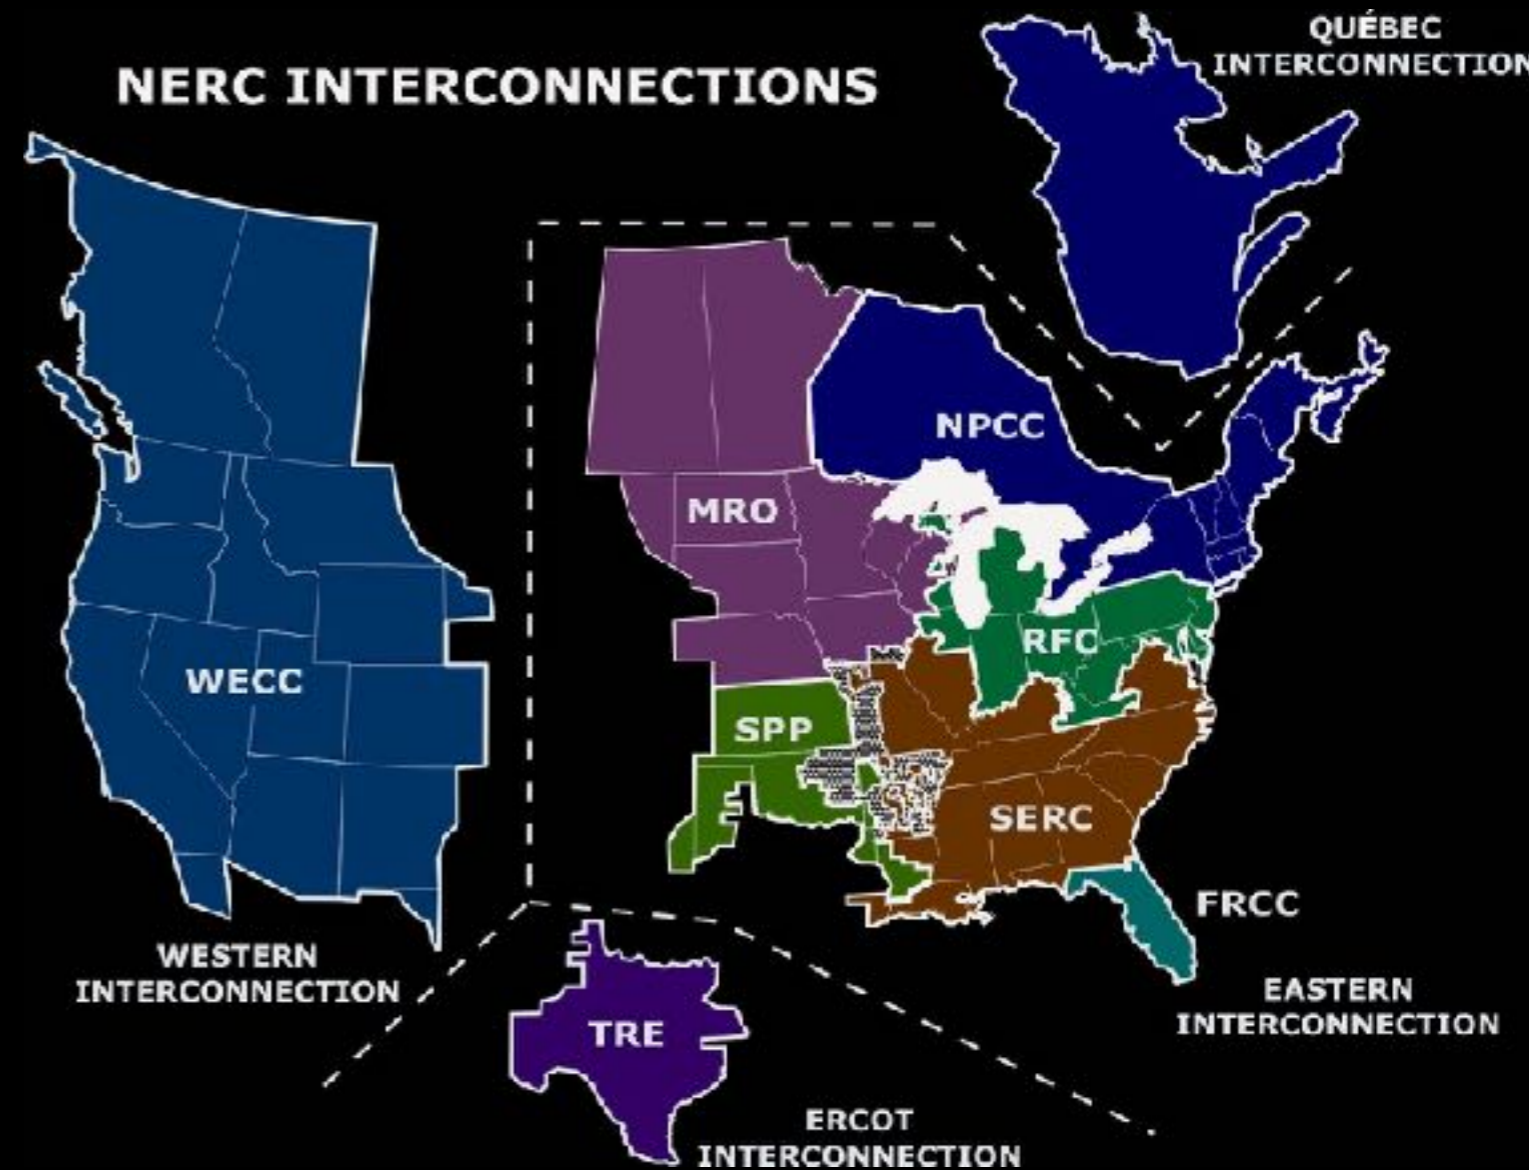 NERC INTERCONNECTIONS
QUÉBEC
INTERCONNECTION
NPCC
MRO
RFC
WECC
SPP
SERC
FRCC
WESTERN
INTERCONNECTION
EASTERN
INTERCONNECTION
TRE
ERCOT
INTERCONNECTION